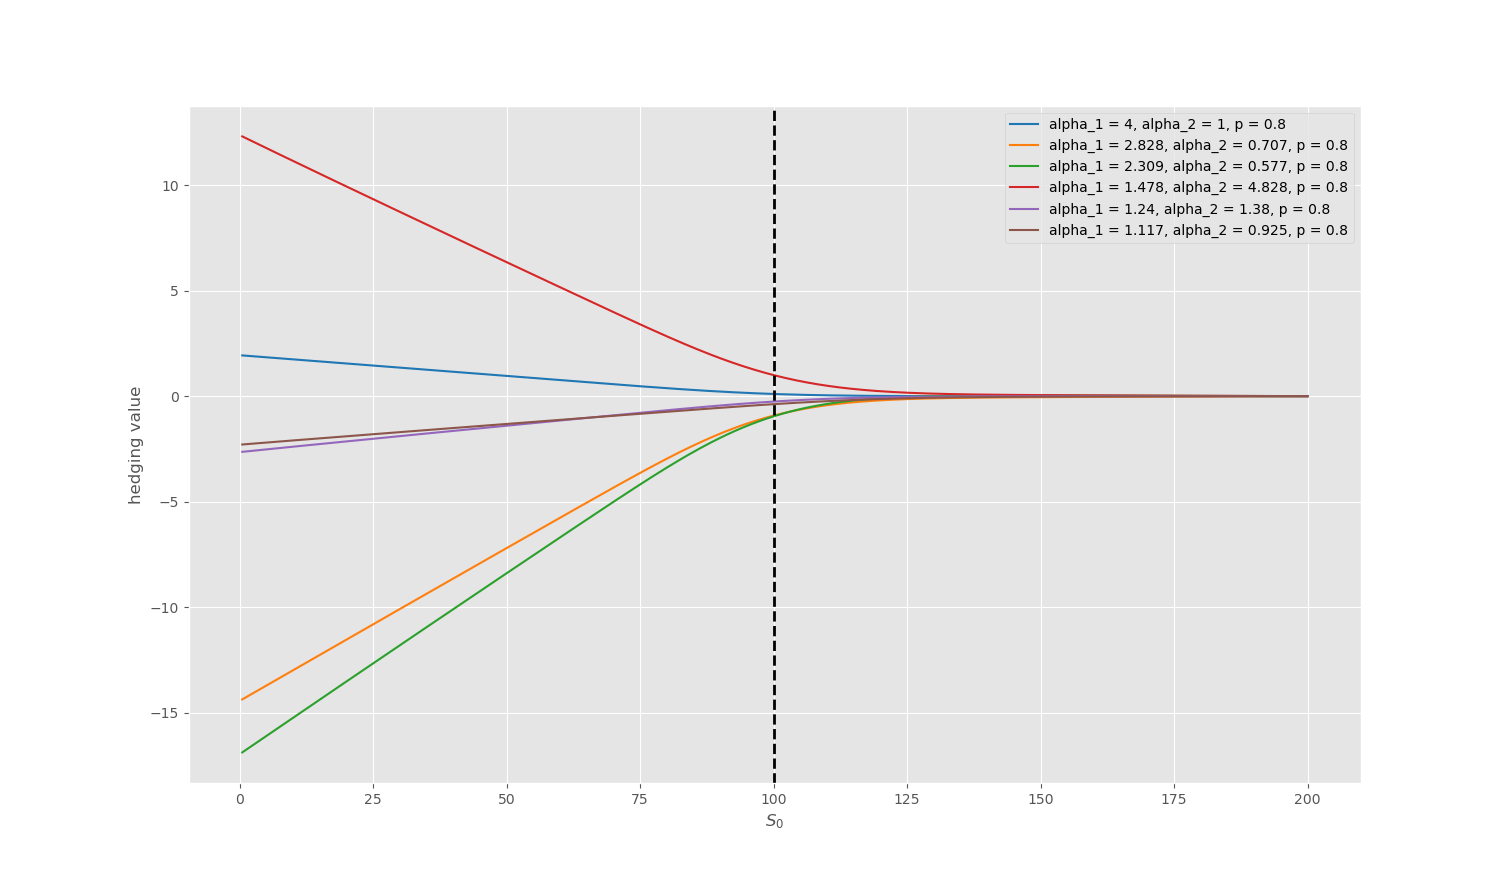 alpha_1 = 4, alpha_2 = 1, p = 0.8
alpha_1 = 2.828, alpha_2 = 0.707, p = 0.8
alpha_1 = 2.309, alpha_2 = 0.577, p = 0.8
alpha_1 = 1.478, alpha_2 = 4.828, p = 0.8
alpha_1 = 1.24, alpha_2 = 1.38, p = 0.8
alpha_1 = 1.117, alpha_2 = 0.925, p = 0.8
10
5
0
−5
−10
−15
hedging value
0 25 50 75 100 125 150 175 200
S₀